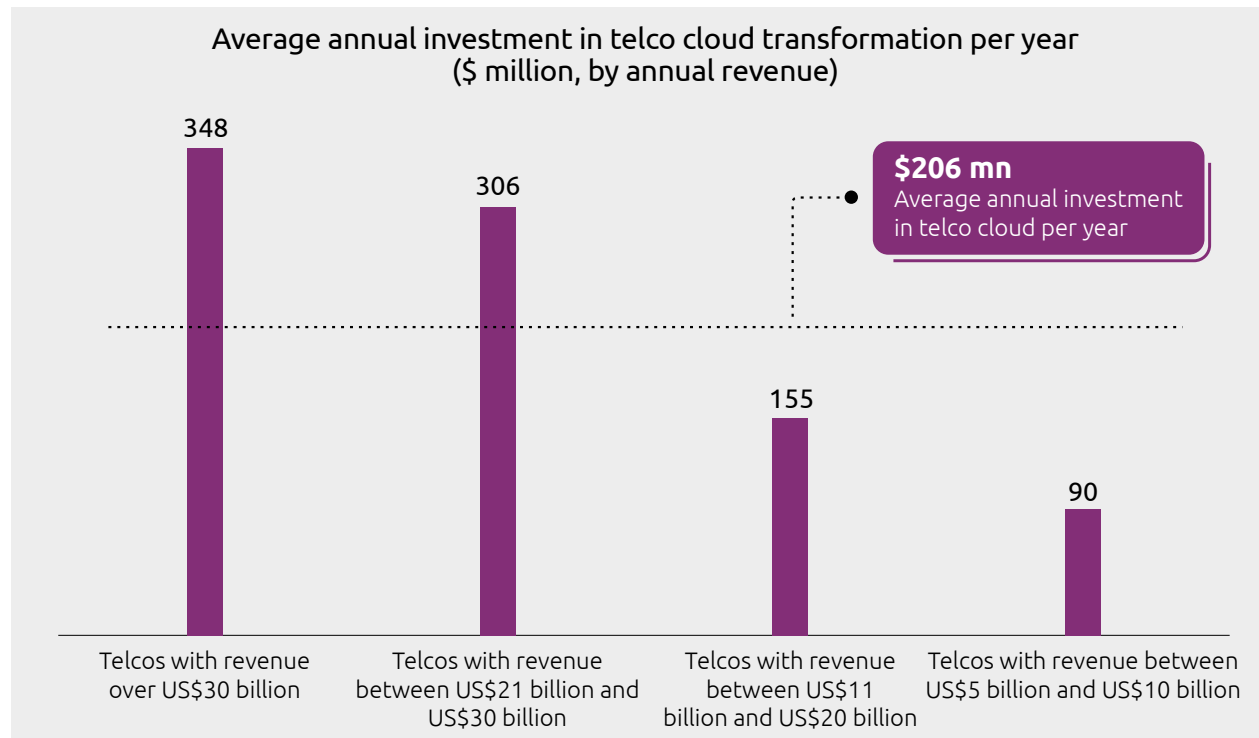 Average annual investment in telco cloud transformation per year
($ million, by annual revenue)
348
306
155
90
$206 mn
Average annual investment
in telco cloud per year
Telcos with revenue
over US$30 billion
Telcos with revenue
between US$21 billion and
US$30 billion
Telcos with revenue
between US$11
billion and US$20 billion
Telcos with revenue between
US$5 billion and US$10 billion